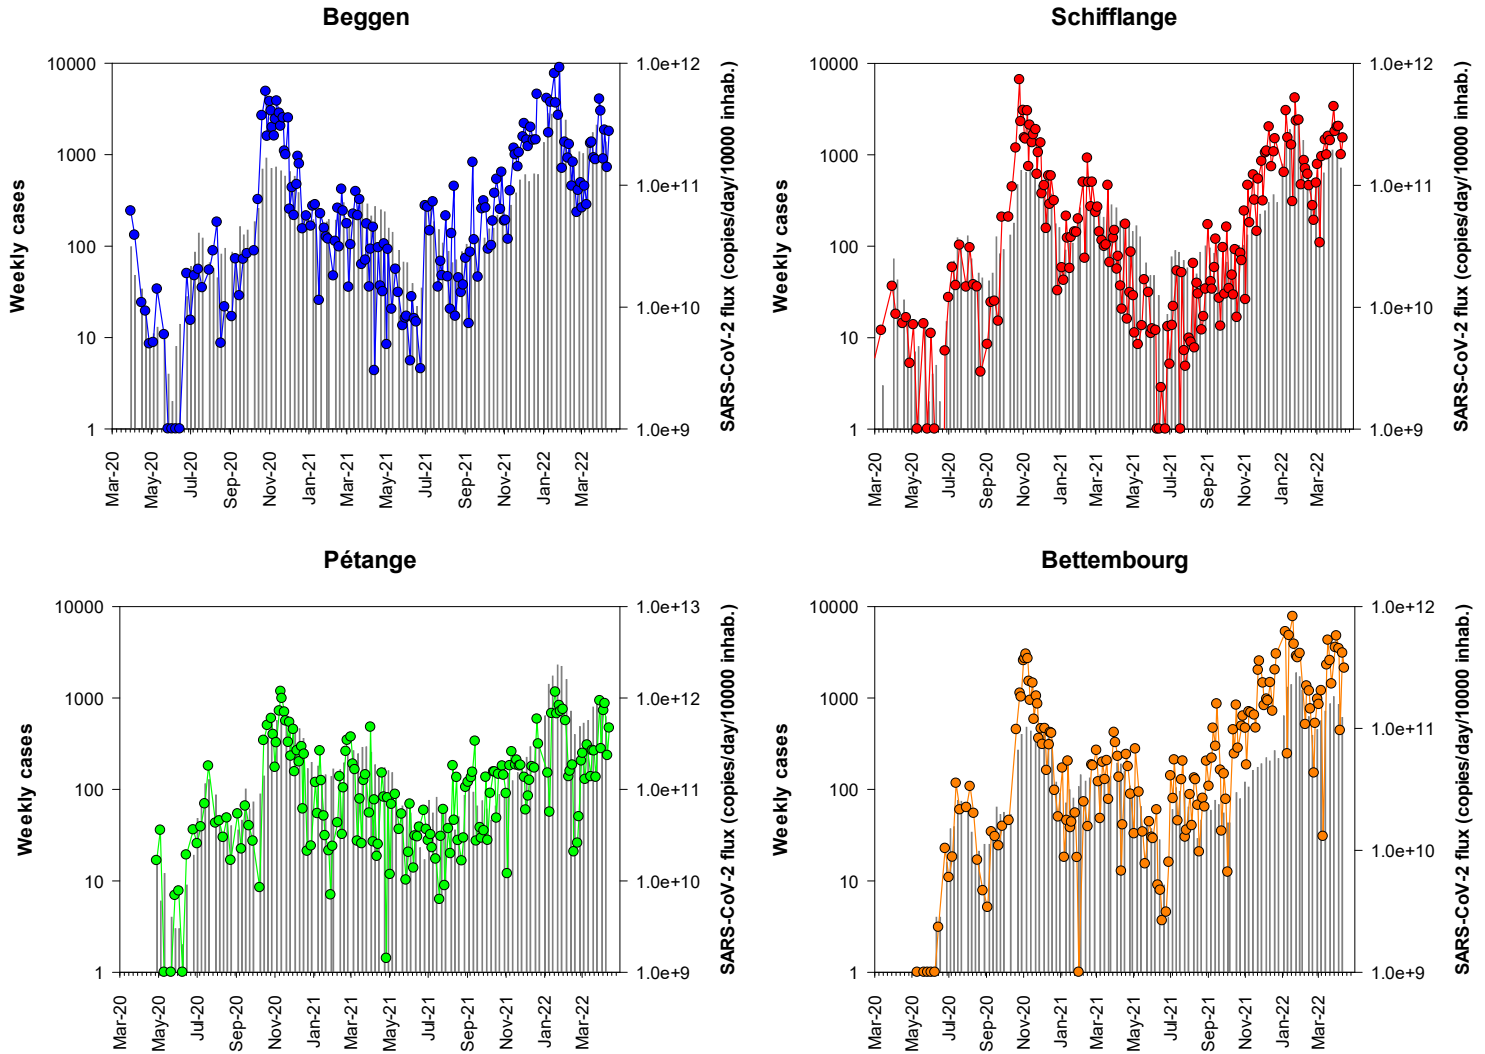 Beggen
Schifflange
10000
1000
100
10
1
Weekly cases
1.0e+12
1.0e+11
1.0e+10
1.0e+9
SARS-CoV-2 flux (copies/day/10000 inhab.)
Mar-20
May-20
Jul-20
Sep-20
Nov-20
Jan-21
Mar-21
May-21
Jul-21
Sep-21
Nov-21
Jan-22
Mar-22
10000
1000
100
10
1
Weekly cases
1.0e+12
1.0e+11
1.0e+10
1.0e+9
SARS-CoV-2 flux (copies/day/10000 inhab.)
Mar-20
May-20
Jul-20
Sep-20
Nov-20
Jan-21
Mar-21
May-21
Jul-21
Sep-21
Nov-21
Jan-22
Mar-22
Pétange
Bettembourg
10000
1000
100
10
1
Weekly cases
1.0e+13
1.0e+12
1.0e+11
1.0e+10
1.0e+9
SARS-CoV-2 flux (copies/day/10000 inhab.)
Mar-20
May-20
Jul-20
Sep-20
Nov-20
Jan-21
Mar-21
May-21
Jul-21
Sep-21
Nov-21
Jan-22
Mar-22
10000
1000
100
10
1
Weekly cases
1.0e+12
1.0e+11
1.0e+10
1.0e+9
SARS-CoV-2 flux (copies/day/10000 inhab.)
Mar-20
May-20
Jul-20
Sep-20
Nov-20
Jan-21
Mar-21
May-21
Jul-21
Sep-21
Nov-21
Jan-22
Mar-22